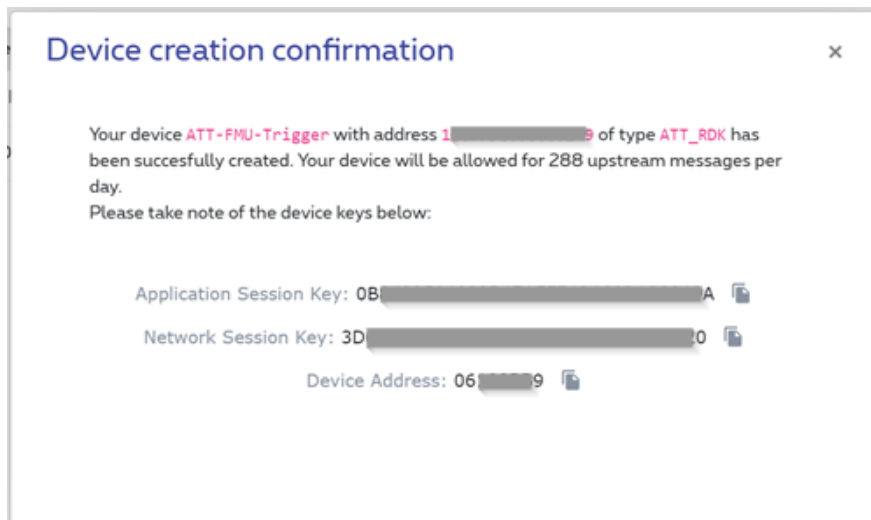 Device creation confirmation
×
Your device ATT-FMU-Trigger with address 1 9 of type ATT_RDK has
been succesfully created. Your device will be allowed for 288 upstream messages per
day.
Please take note of the device keys below:
Application Session Key: 0B A
Network Session Key: 3D 20
Device Address: 06 9